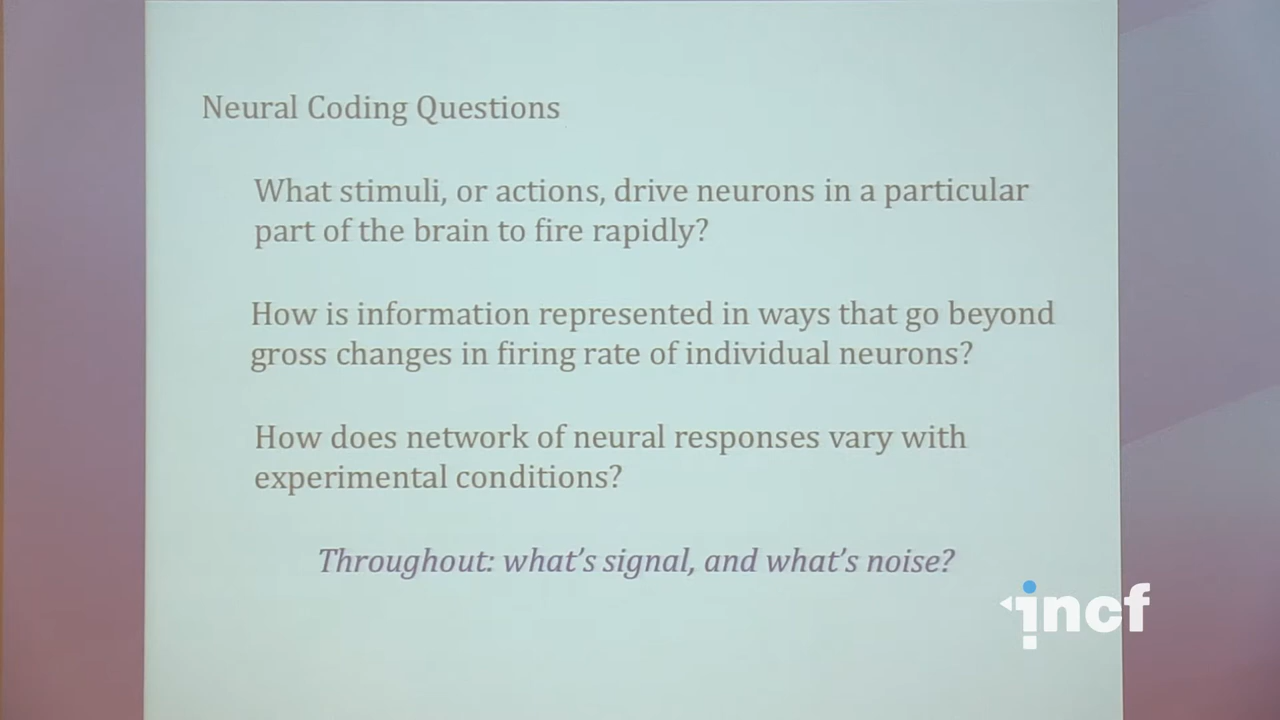 Neural Coding Questions
What stimuli, or actions, drive neurons in a particular
part of the brain to fire rapidly?
How is information represented in ways that go beyond
gross changes in firing rate of individual neurons?
How does network of neural responses vary with
experimental conditions?
Throughout: what's signal, and what's noise?
incf